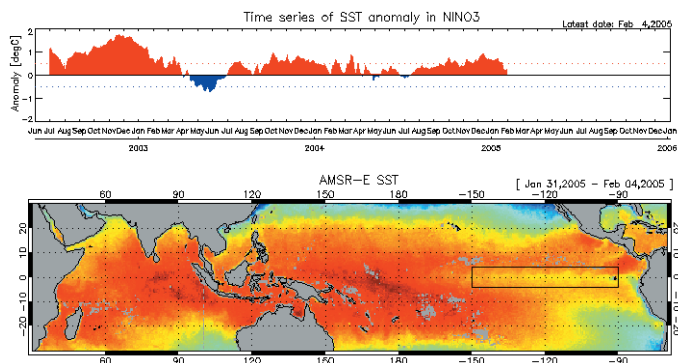 Time series of SST anomaly in NINO3
Latest date: Feb 4,2005
Anomaly [degC]
2
1
0
−1
−2
Jun Jul Aug Sep Oct Nov Dec Jan Feb Mar Apr May Jun Jul Aug Sep Oct Nov Dec Jan Feb Mar Apr May Jun Jul Aug Sep Oct Nov Dec Jan Feb Mar Apr May Jun Jul Aug Sep Oct Nov Dec Jan
2003 2004 2005 2006
AMSR−E SST
[ Jan 31,2005 − Feb 04,2005 ]
60 90 120 150 −180 −150 −120 −90
20 20
10 10
0 0
−10 −10
−20 −20
60 90 120 150 −180 −150 −120 −90